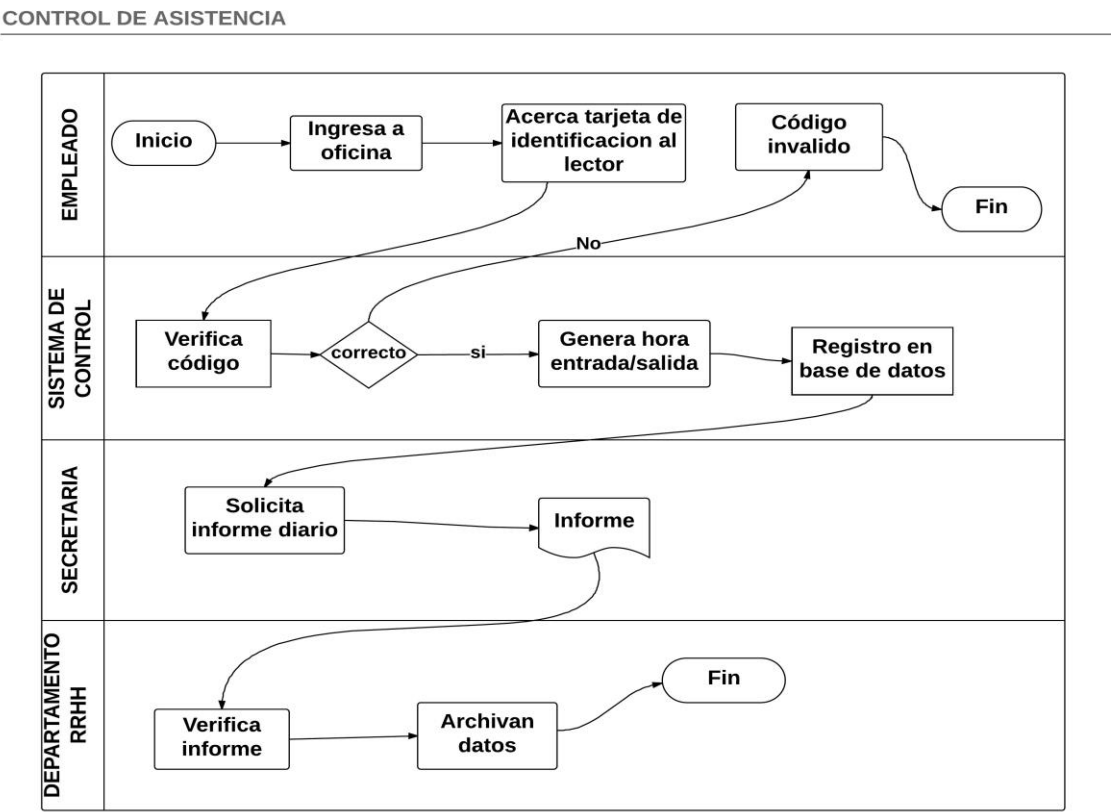 CONTROL DE ASISTENCIA
EMPLEADO
Inicio
Ingresa a
oficina
Acerca tarjeta de
identificacion al
lector
Código
invalido
Fin
No
SISTEMA DE
CONTROL
Verifica
código
correcto
si
Genera hora
entrada/salida
Registro en
base de datos
SECRETARIA
Solicita
informe diario
Informe
DEPARTAMENTO
RRHH
Verifica
informe
Archivan
datos
Fin